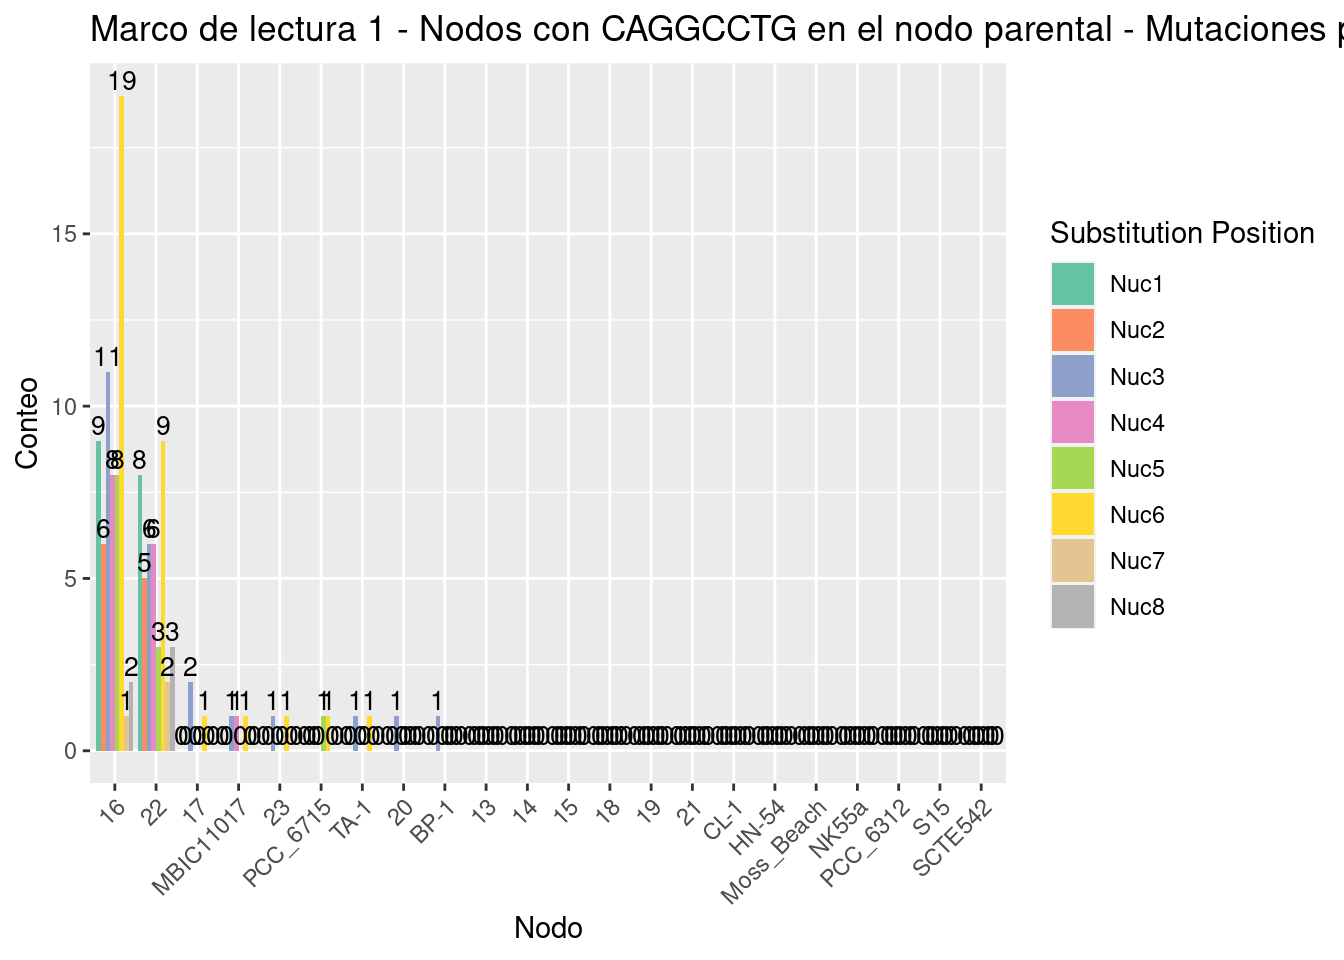 Marco de lectura 1 - Nodos con CAGGCCTG en el nodo parental - Mutaciones p
19
11
9
8 8
6
1
2
8
5
6 6
3
9
2
3
2
1
1 1 1
1 1
1 1
1 1
1
1
15
10
5
0
Conteo
16
22
17
MBIC11017
23
PCC_6715
TA-1
20
BP-1
13
14
15
18
19
21
CL-1
HN-54
Moss_Beach
NK55a
PCC_6312
S15
SCTE542
Nodo
Substitution Position
Nuc1
Nuc2
Nuc3
Nuc4
Nuc5
Nuc6
Nuc7
Nuc8